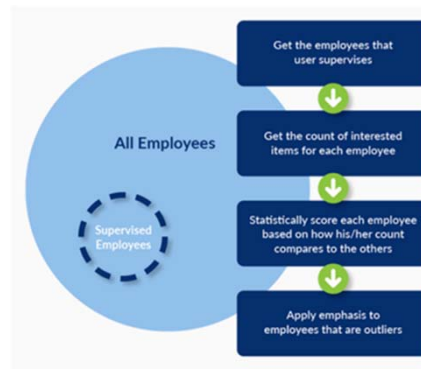 Get the employees that
user supervises
All Employees
Get the count of interested
items for each employee
Supervised
Employees
Statistically score each employee
based on how his/her count
compares to the others
Apply emphasis to
employees that are outliers